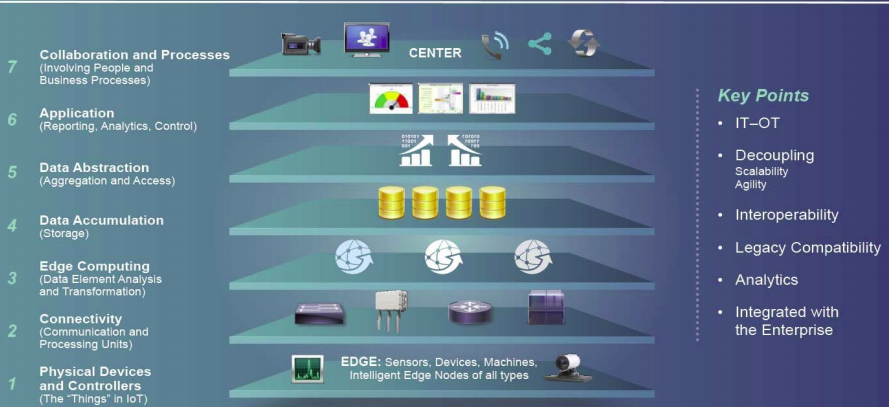 7
Collaboration and Processes
(Involving People and
Business Processes)
CENTER
6
Application
(Reporting, Analytics, Control)
5
Data Abstraction
(Aggregation and Access)
4
Data Accumulation
(Storage)
3
Edge Computing
(Data Element Analysis
and Transformation)
2
Connectivity
(Communication and
Processing Units)
1
Physical Devices
and Controllers
(The “Things” in IoT)
EDGE: Sensors, Devices, Machines,
Intelligent Edge Nodes of all types
Key Points
• IT–OT
• Decoupling
Scalability
Agility
• Interoperability
• Legacy Compatibility
• Analytics
• Integrated with
the Enterprise